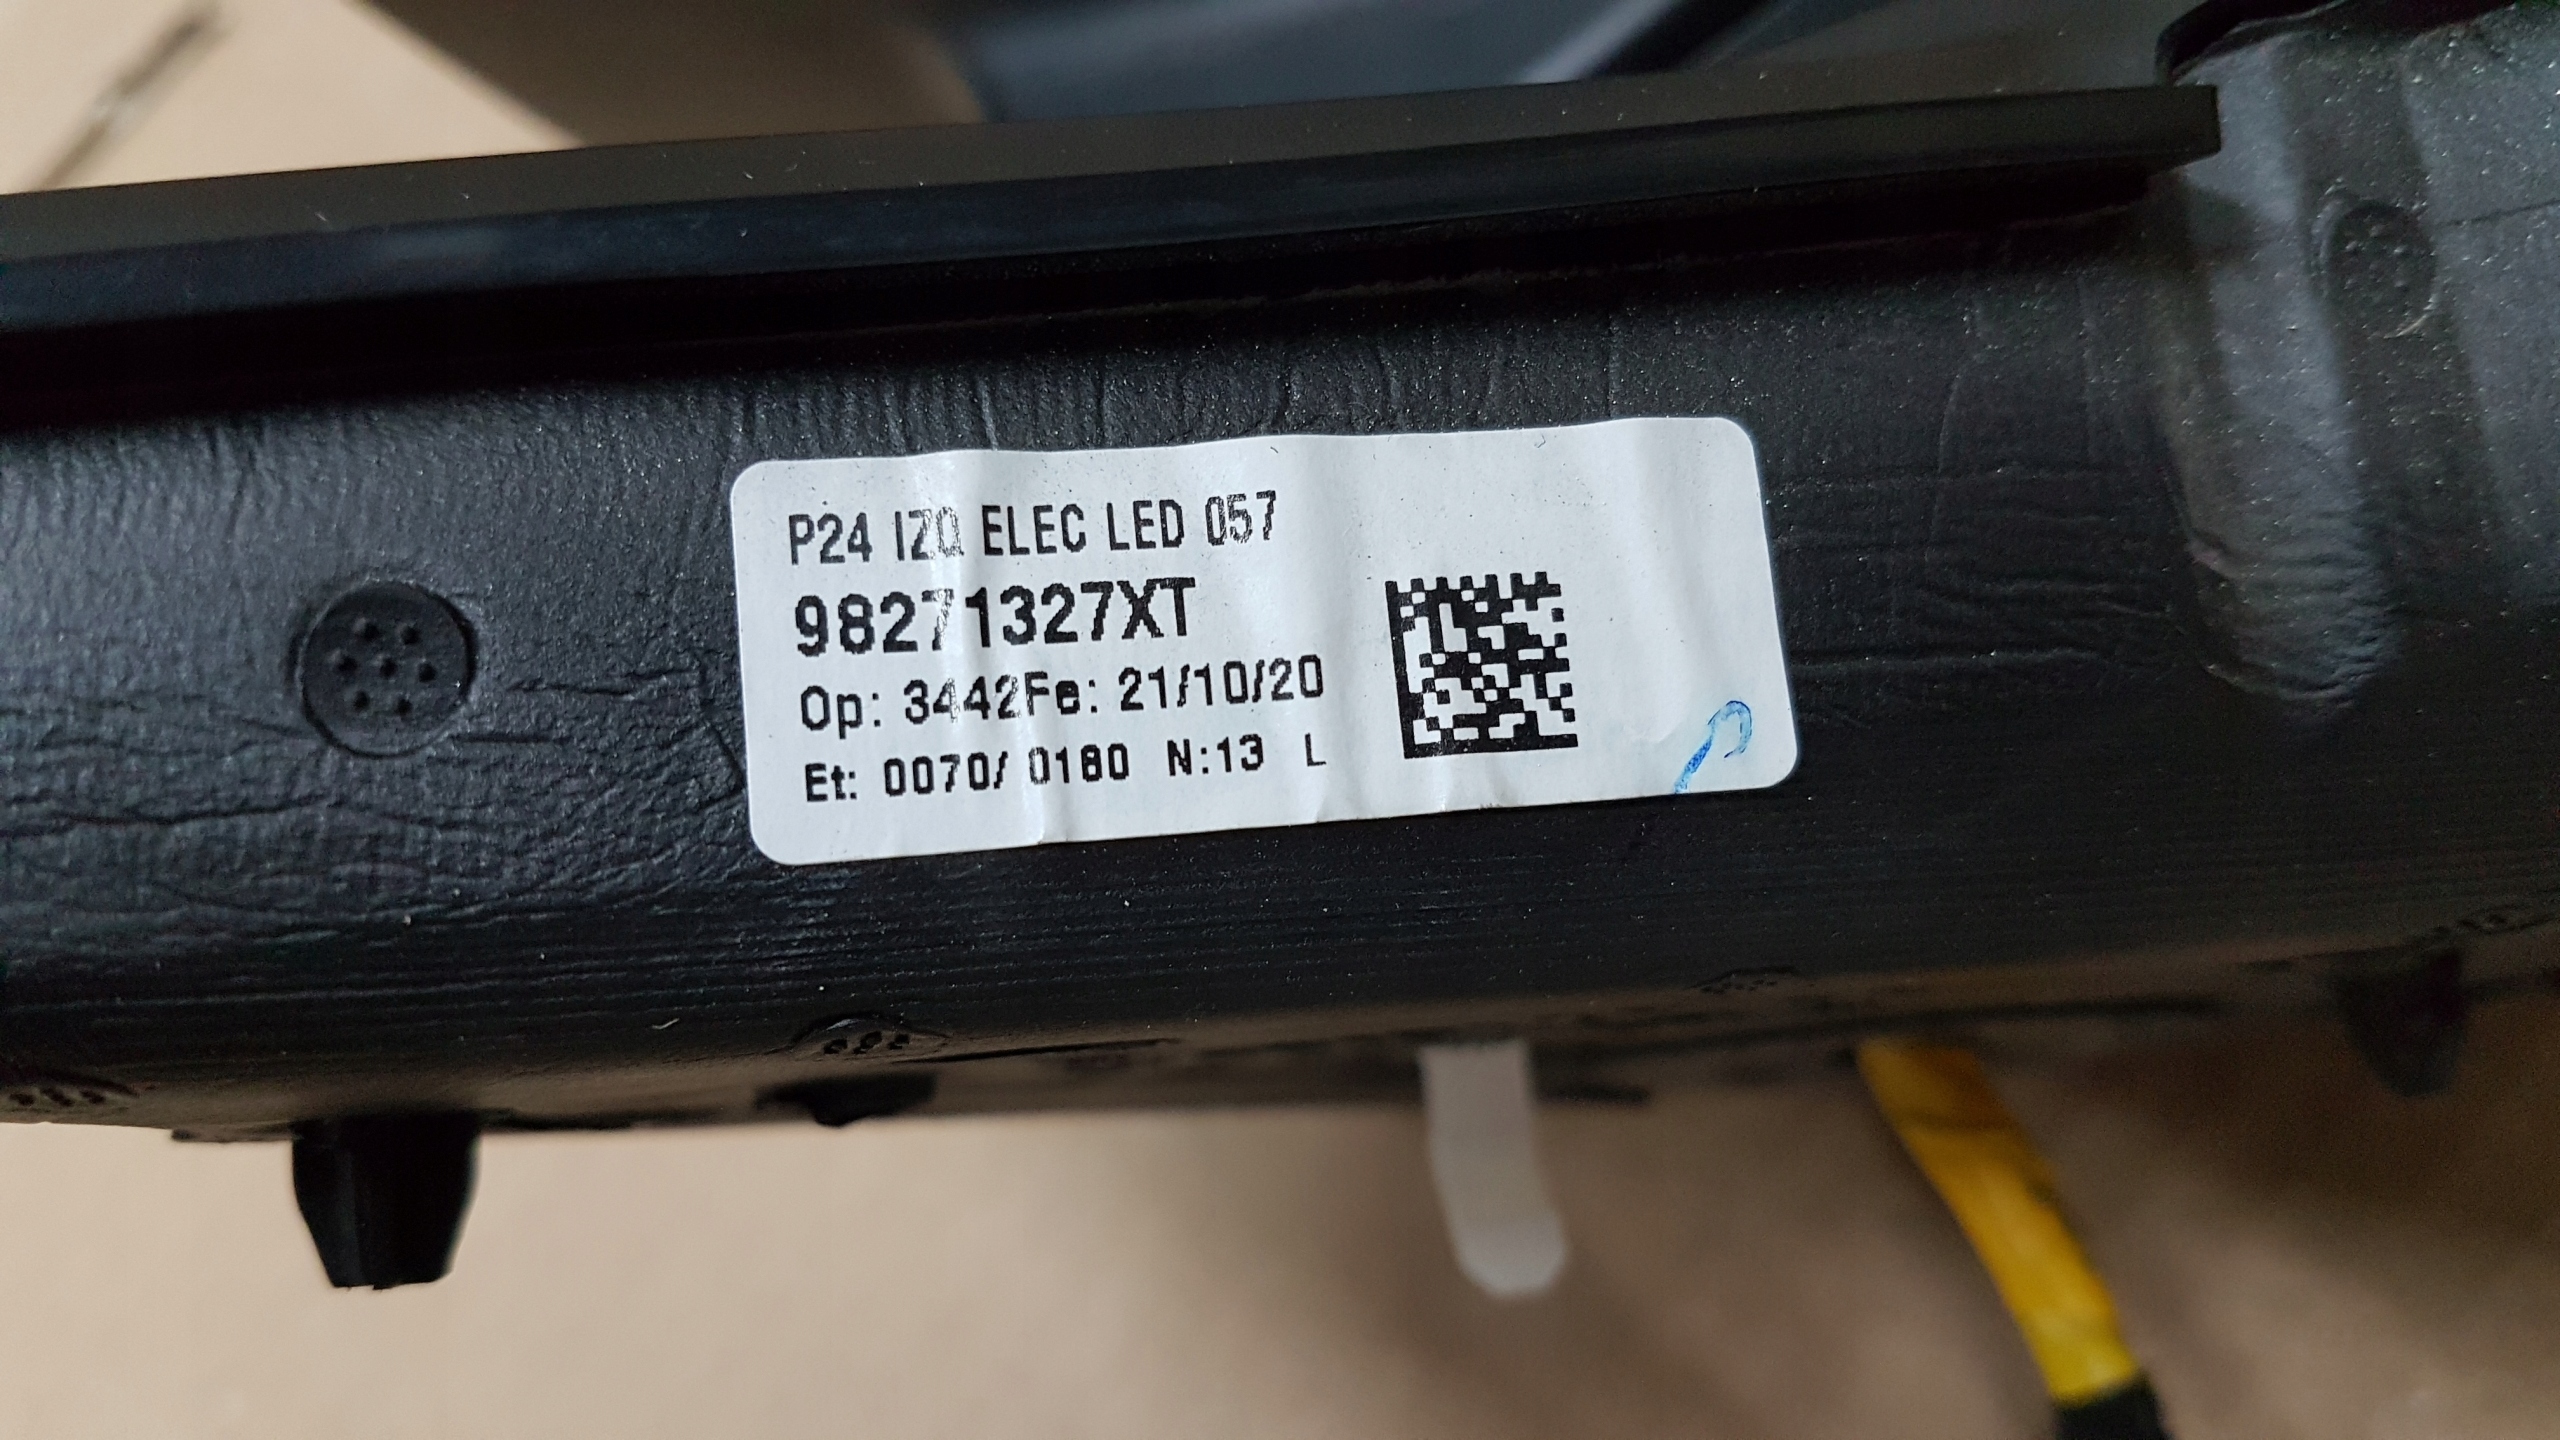 P24 IZQ ELEC LED 057
98271327XT
Op: 3442Fe: 21/10/20
Et: 0070/ 0180 N:13 L